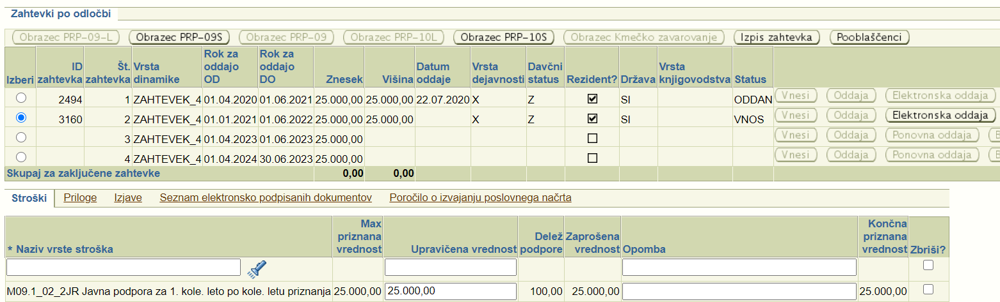 Zahtevki po odločbi
Obrazec PRP-09-L Obrazec PRP-09S Obrazec PRP-09 Obrazec PRP-10L Obrazec PRP-10S Obrazec Kmečko zavarovanje Izpis zahtevka Pooblaščenci
Izberi ID zahtevka Št. zahtevka Vrsta dinamike Rok za oddajo OD Rok za oddajo DO Znesek Višina Datum oddaje Vrsta dejavnosti Davčni status Rezident? Država Vrsta knjigovodstva Status
2494 1 ZAHTEVEK_4 01.04.2020 01.06.2021 25.000,00 25.000,00 22.07.2020 X Z SI ODDAN Vnesi Oddaja Elektronska oddaja
3160 2 ZAHTEVEK_4 01.01.2021 01.06.2022 25.000,00 25.000,00 X Z SI VNOS Vnesi Oddaja Elektronska oddaja
3 ZAHTEVEK_4 01.04.2023 01.06.2023 25.000,00 Vnesi Oddaja Ponovna oddaja
4 ZAHTEVEK_4 01.04.2024 30.06.2023 25.000,00 Vnesi Oddaja Ponovna oddaja
Skupaj za zaključene zahtevke 0,00 0,00
Stroški Priloge Izjave Seznam elektronsko podpisanih dokumentov Poročilo o izvajanju poslovnega načrta
* Naziv vrste stroška Max priznana vrednost Upravičena vrednost Delež podpore Zaprošena vrednost Opomba Končna priznana vrednost Zbriši?
M09.1_02_2JR Javna podpora za 1. kole. leto po kole. letu priznanja 25.000,00 25.000,00 100,00 25.000,00 25.000,00